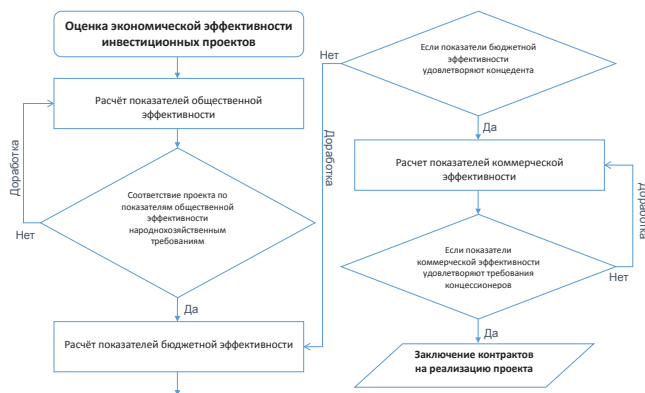 Оценка экономической эффективности
инвестиционных проектов
Расчёт показателей общественной
эффективности
Доработка
Соответствие проекта по
показателям общественной
эффективности
народнохозяйственным
требованиям
Нет
Да
Расчёт показателей бюджетной эффективности
Нет
Доработка
Если показатели бюджетной
эффективности
удовлетворяют концедента
Да
Расчет показателей коммерческой
эффективности
Доработка
Если показатели
коммерческой эффективности
удовлетворяют требования
концессионеров
Нет
Да
Заключение контрактов
на реализацию проекта